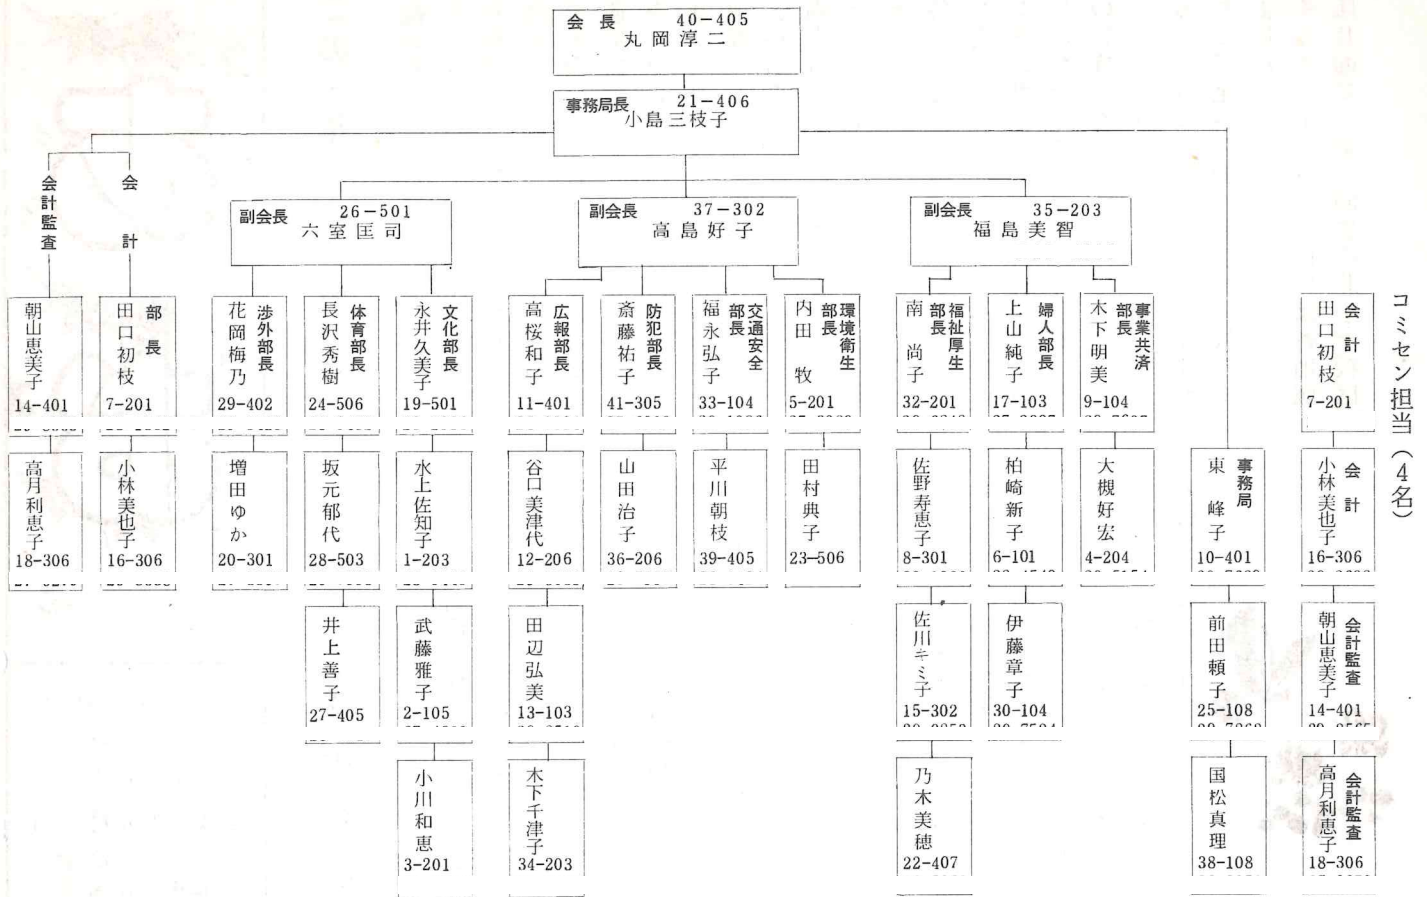 会長 40-405
丸岡淳二
事務局長 21-406
小島三枝子
副会長 26-501
六室匡司
副会長 37-302
高島好子
副会長 35-203
福島美智
会計監査
朝山恵美子
14-401
高月利恵子
18-306
会計
部長
田口初枝
7-201
小林美也子
16-306
渉外部長
花岡梅乃
29-402
増田ゆか
20-301
体育部長
長沢秀樹
24-506
坂元郁代
28-503
井上善子
27-405
文化部長
永井久美子
19-501
水上佐知子
1-203
武藤雅子
2-105
小川和恵
3-201
広報部長
高桜和子
11-401
谷口美津代
12-206
田辺弘美
13-103
木下千津子
34-203
防犯部長
斎藤祐子
41-305
山田治子
36-206
交通安全
部長
福永弘子
33-104
平川朝枝
39-405
環境衛生
部長
内田牧
5-201
田村典子
23-506
福祉厚生
部長
南尚子
32-201
佐野寿恵子
8-301
佐川キミ子
15-302
乃木美穂
22-407
婦人部長
上山純子
17-103
柏崎新子
6-101
伊藤章子
30-104
事業共済
部長
木下明美
9-104
大槻好宏
4-204
事務局
東峰子
10-401
前田頼子
25-108
国松真理
38-108
コミセン担当(4名)
会計
田口初枝
7-201
会計
小林美也子
16-306
会計監査
朝山恵美子
14-401
会計監査
高月利恵子
18-306